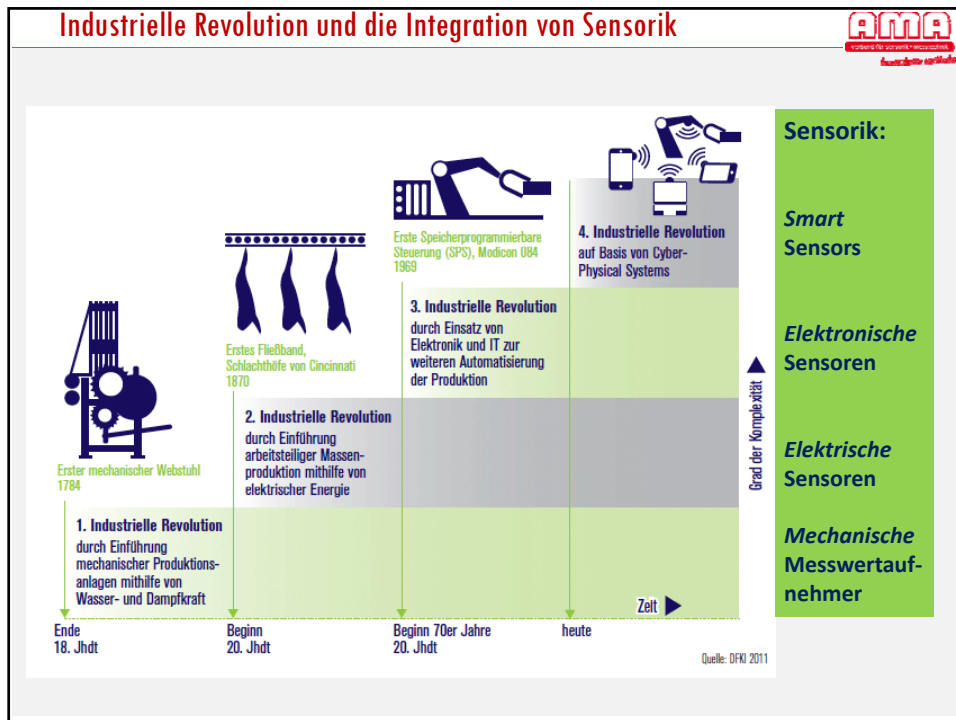 Industrielle Revolution und die Integration von Sensorik
AMA
Sensorik:
Smart
Sensors
Elektronische
Sensoren
Elektrische
Sensoren
Mechanische
Messwertauf-
nehmer
4. Industrielle Revolution
auf Basis von Cyber-
Physical Systems
Erste Speicherprogrammierbare
Steuerung (SPS), Modicon 084
1969
3. Industrielle Revolution
durch Einsatz von
Elektronik und IT zur
weiteren Automatisierung
der Produktion
Erstes Fließband,
Schlachthöfe von Cincinnati
1870
2. Industrielle Revolution
durch Einführung
arbeitsteiliger Massen-
produktion mithilfe von
elektrischer Energie
Erster mechanischer Webstuhl
1784
1. Industrielle Revolution
durch Einführung
mechanischer Produktions-
anlagen mithilfe von
Wasser- und Dampfkraft
Grad der Komplexität
Zeit
Ende
18. Jhdt
Beginn
20. Jhdt
Beginn 70er Jahre
20. Jhdt
heute
Quelle: DFKI 2011